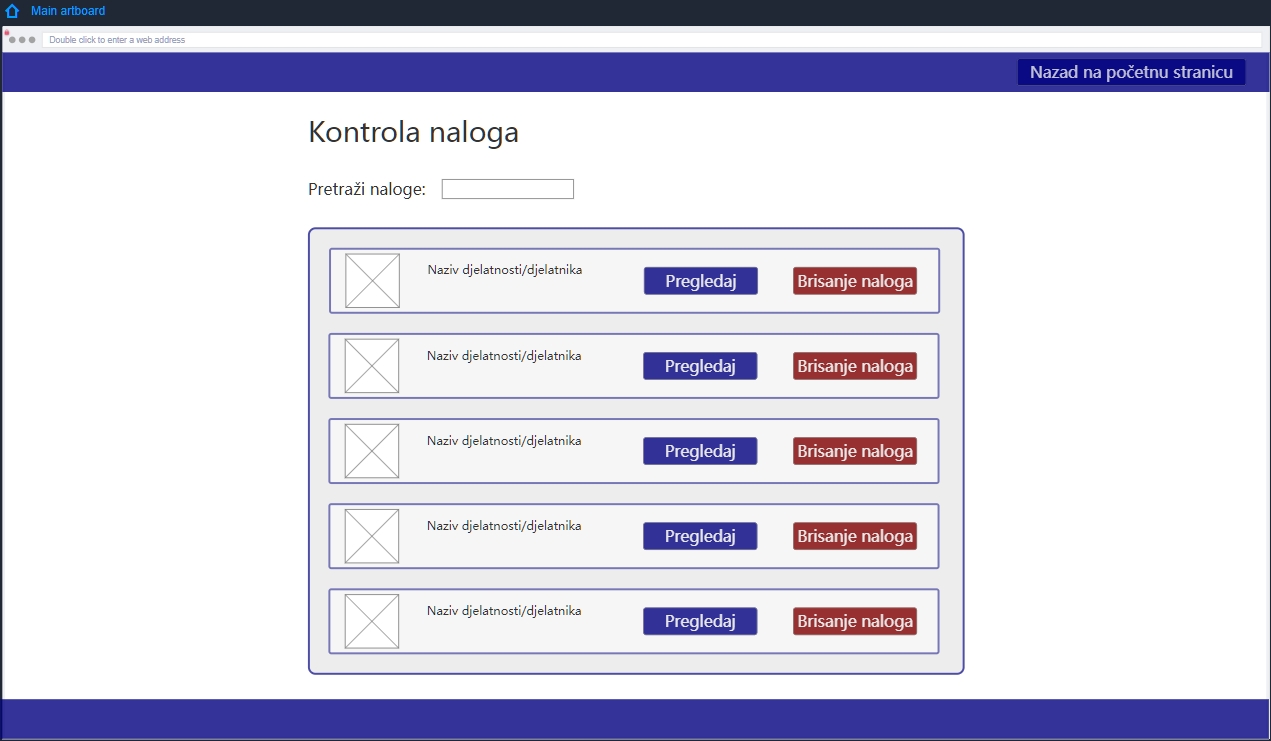 Main artboard
Double click to enter a web address
Nazad na početnu stranicu
Kontrola naloga
Pretraži naloge:
Naziv djelatnosti/djelatnika Pregledaj Brisanje naloga
Naziv djelatnosti/djelatnika Pregledaj Brisanje naloga
Naziv djelatnosti/djelatnika Pregledaj Brisanje naloga
Naziv djelatnosti/djelatnika Pregledaj Brisanje naloga
Naziv djelatnosti/djelatnika Pregledaj Brisanje naloga